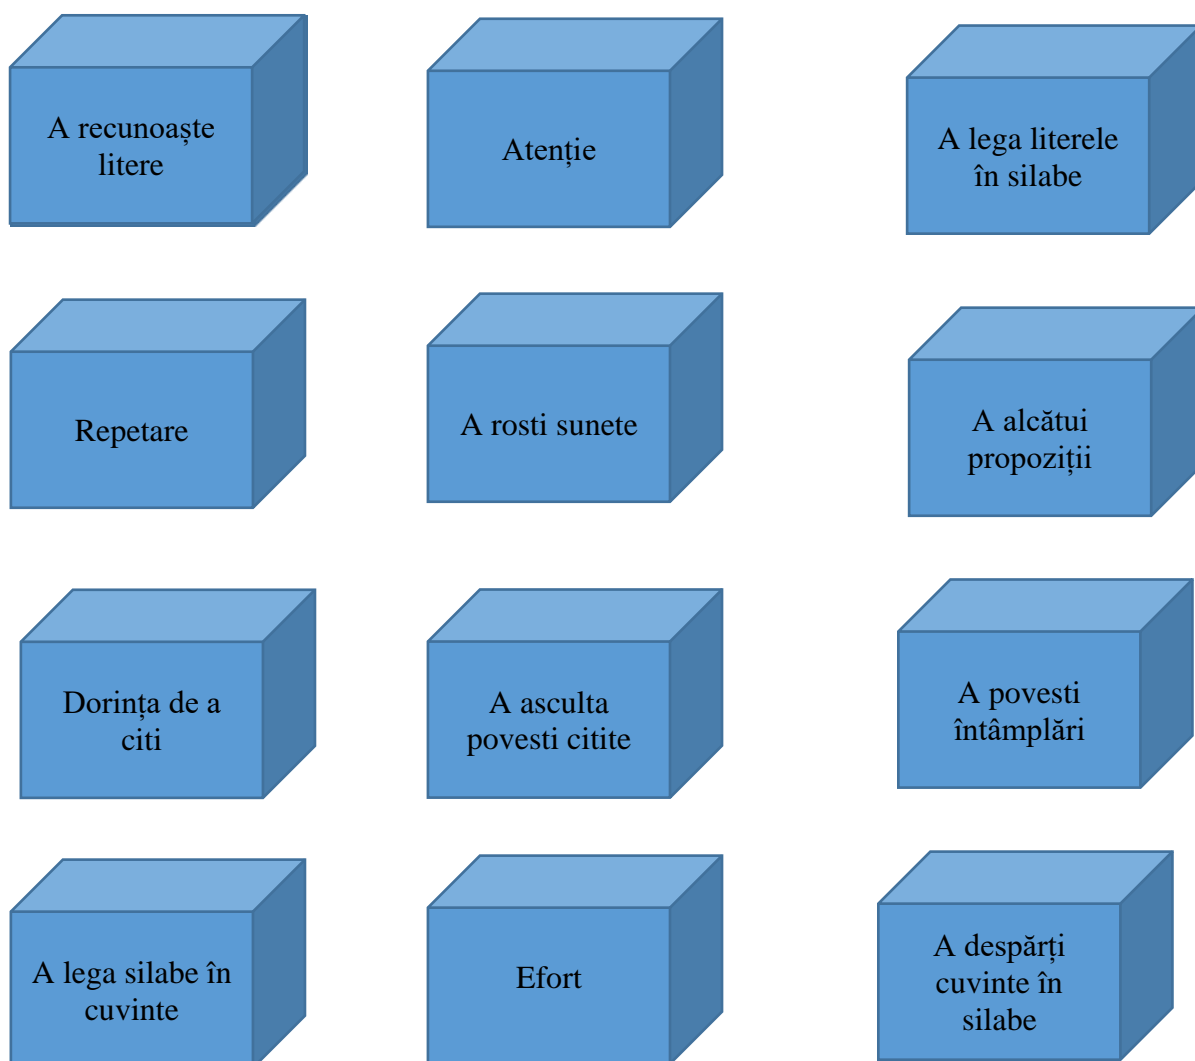 A recunoaște
litere
Atenție
A lega literele
în silabe
Repetare
A rosti sunete
A alcătui
propoziții
Dorința de a
citi
A asculta
povesti citite
A povesti
întâmplări
A lega silabe în
cuvinte
Efort
A despărți
cuvinte în
silabe